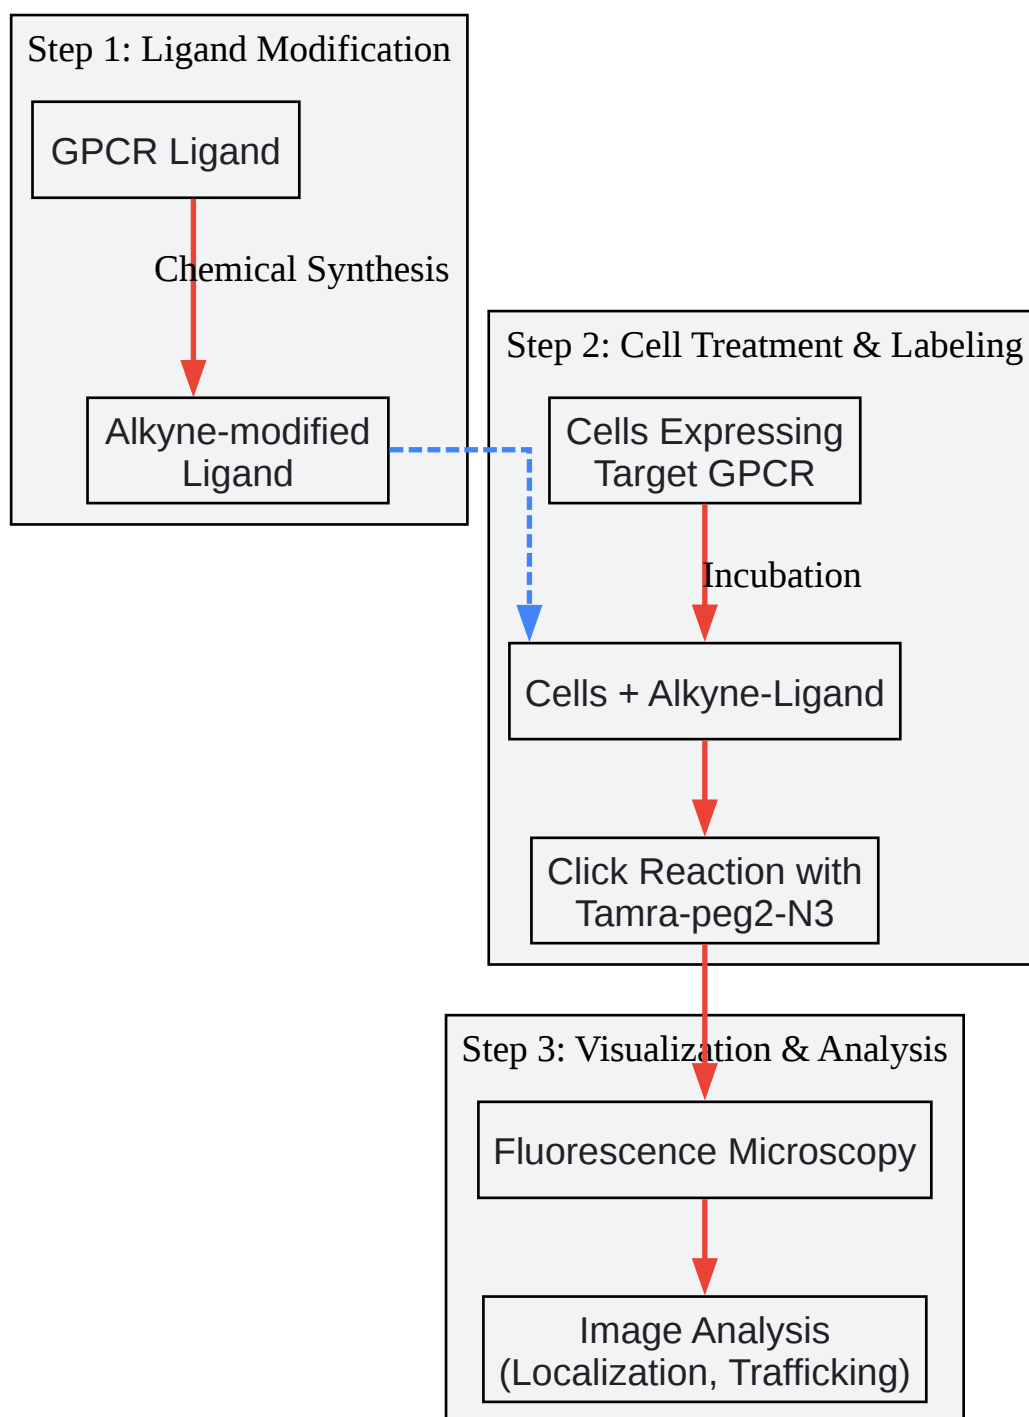 Step 1: Ligand Modification
GPCR Ligand
Chemical Synthesis
Alkyne-modified
Ligand
Step 2: Cell Treatment & Labeling
Cells Expressing
Target GPCR
Incubation
Cells + Alkyne-Ligand
Click Reaction with
Tamra-peg2-N3
Step 3: Visualization & Analysis
Fluorescence Microscopy
Image Analysis
(Localization, Trafficking)